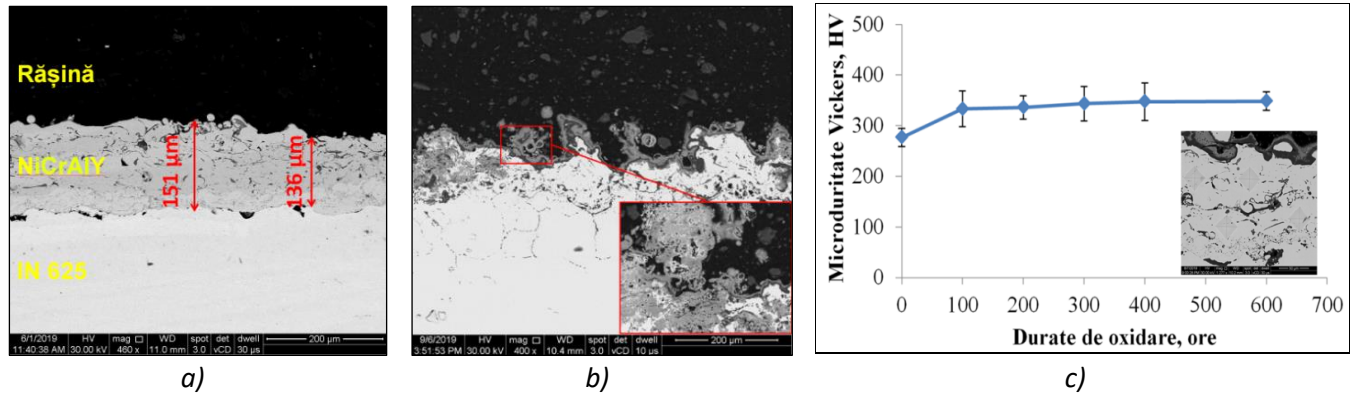 Rășină
NiCrAlY
151 µm
136 µm
IN 625
6/1/2019 HV mag □ WD spot det dwell 200 µm
11:40:38 AM 30.00 kV 460 x 11.0 mm 3.0 vCD 30 µs
a)
9/6/2019 HV mag □ WD spot det dwell 200 µm
3:51:53 PM 30.00 kV 400 x 10.4 mm 3.0 vCD 10 µs
b)
Microduritate Vickers, HV
500
400
300
200
100
0
0 100 200 300 400 500 600 700
Durate de oxidare, ore
c)